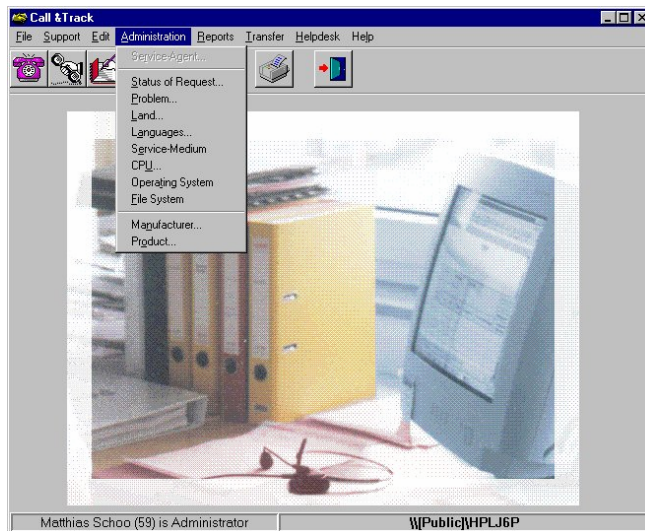 Call &Track
File Support Edit Administration Reports Transfer Helpdesk Help
Service-Agent...
Status of Request...
Problem...
Land...
Languages...
Service-Medium
CPU...
Operating System
File System
Manufacturer...
Product...
Matthias Schoo (59) is Administrator
\\[Public]\HPLJ6P